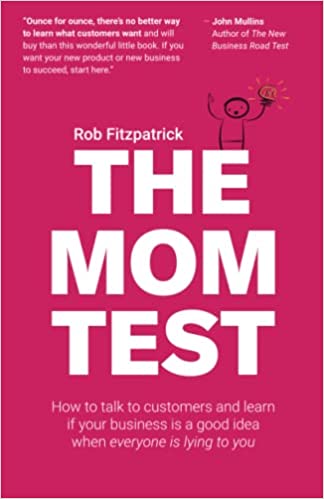 "Ounce for ounce, there's no better way
to learn what customers want and will
buy than this wonderful little book. If you
want your new product or new business
to succeed, start here."
— John Mullins
Author of The New
Business Road Test
Rob Fitzpatrick
THE
MOM
TEST
How to talk to customers and learn
if your business is a good idea
when everyone is lying to you